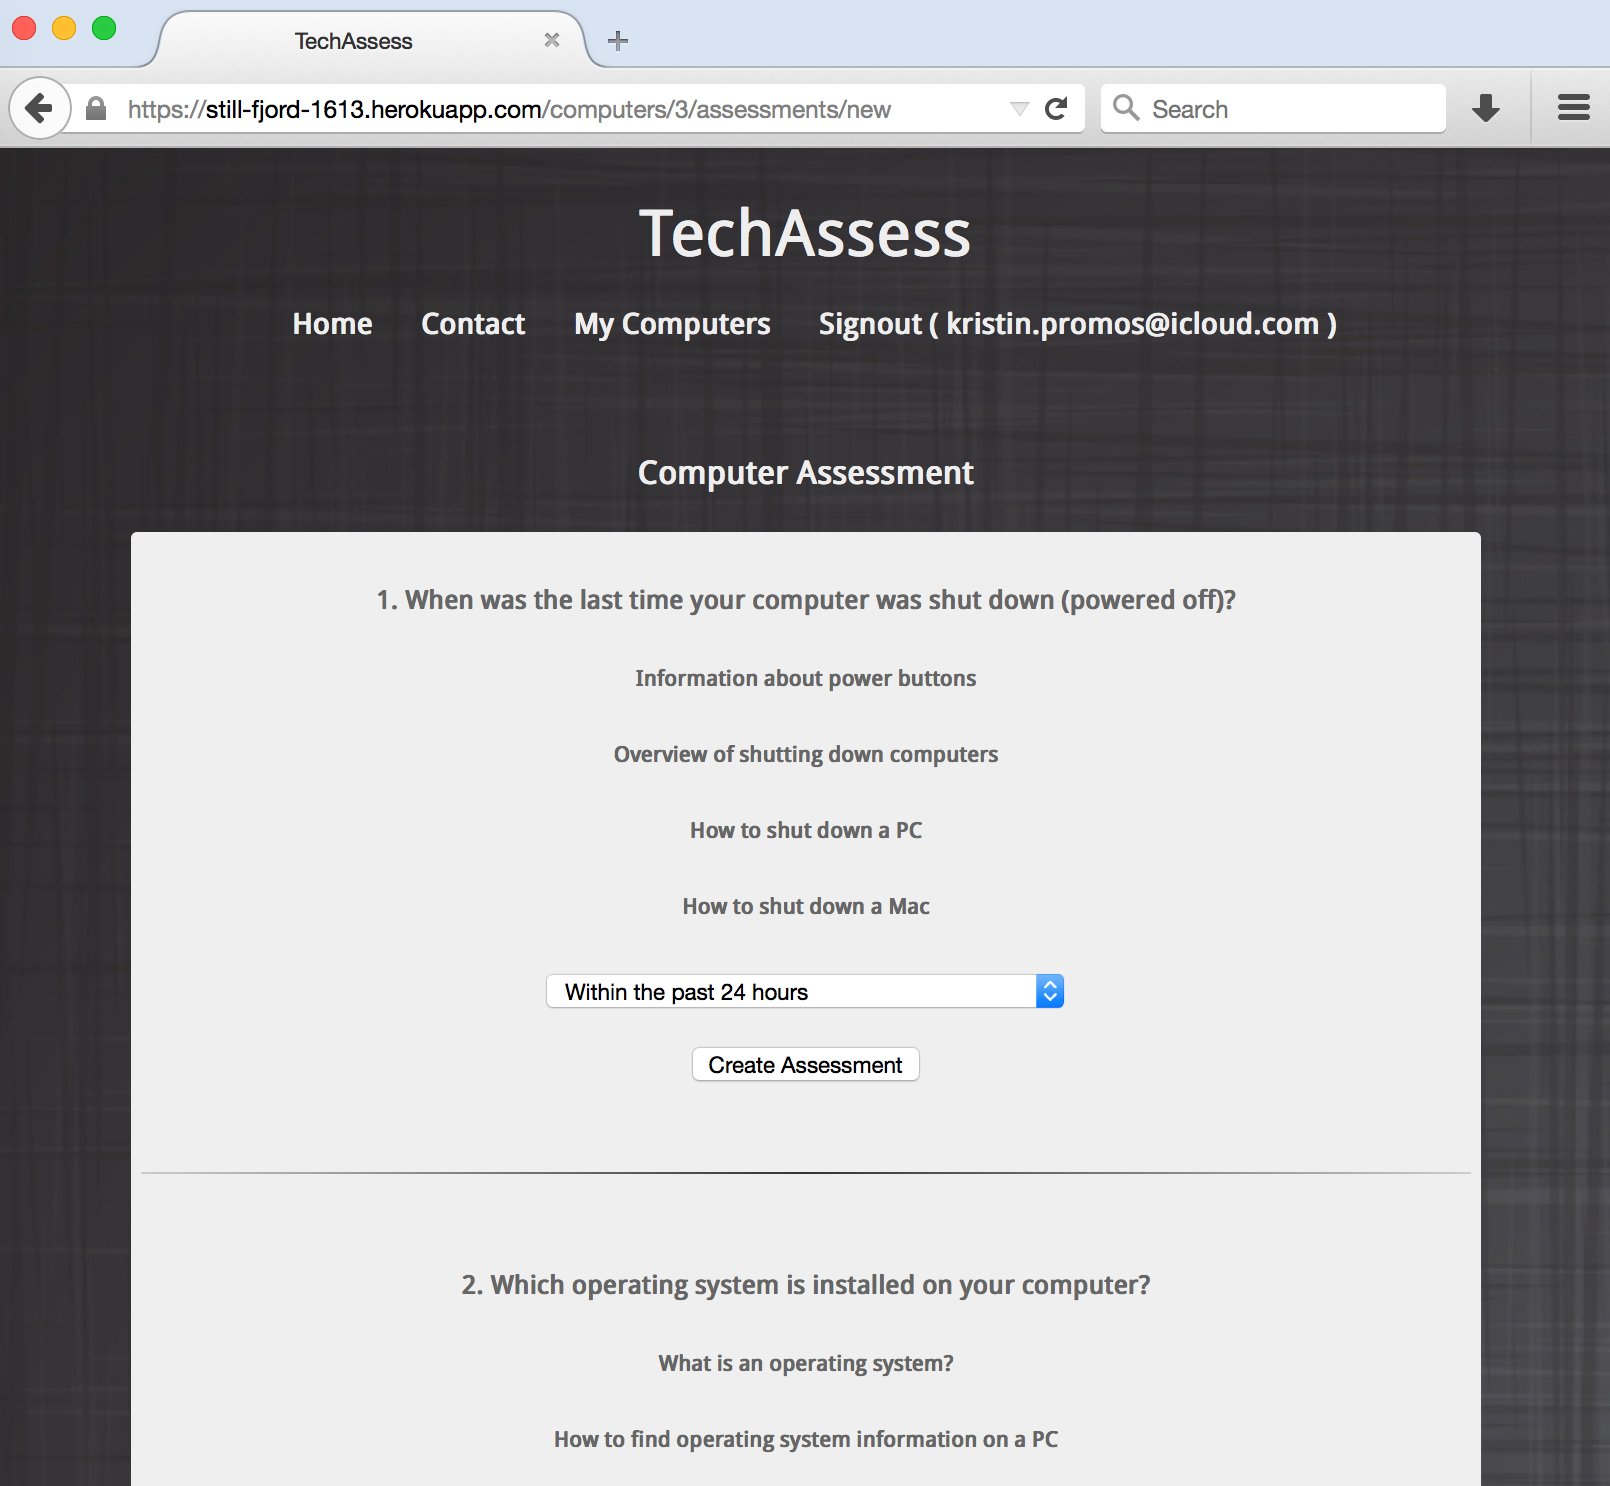 TechAssess
https://still-fjord-1613.herokuapp.com/computers/3/assessments/new
Search
TechAssess
Home Contact My Computers Signout ( kristin.promos@icloud.com )
Computer Assessment
1. When was the last time your computer was shut down (powered off)?
Information about power buttons
Overview of shutting down computers
How to shut down a PC
How to shut down a Mac
Within the past 24 hours
Create Assessment
2. Which operating system is installed on your computer?
What is an operating system?
How to find operating system information on a PC